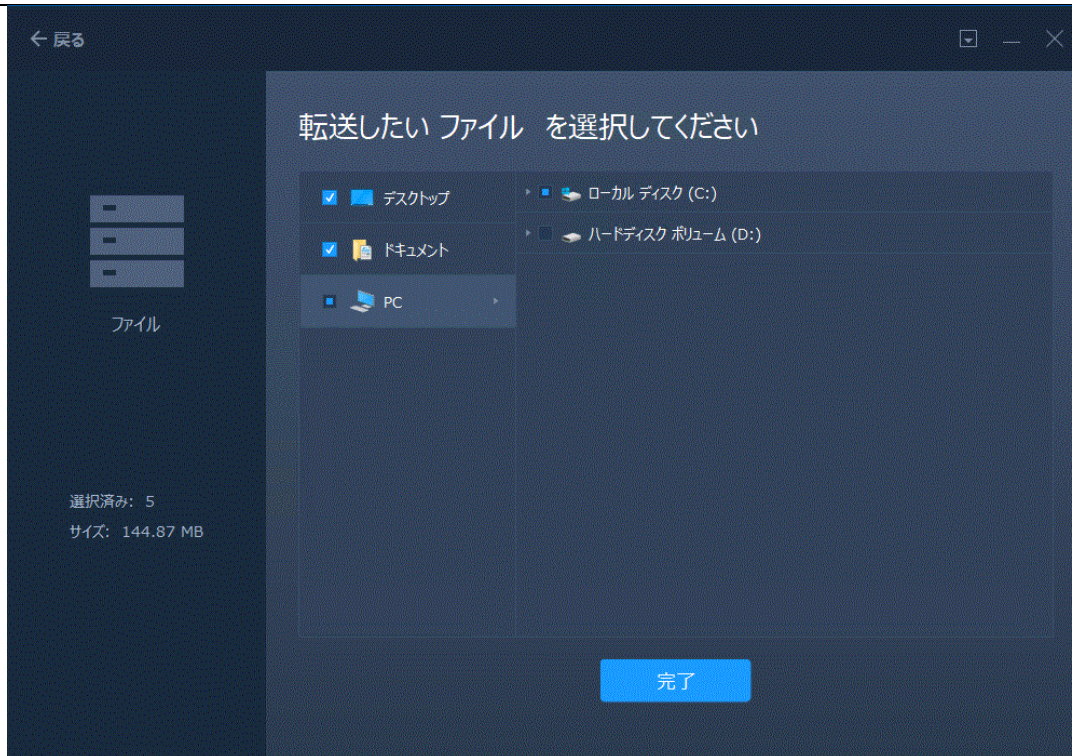 戻る
転送したい ファイル を選択してください
デスクトップ
ドキュメント
PC
ローカル ディスク (C:)
ハードディスク ボリューム (D:)
ファイル
選択済み: 5
サイズ: 144.87 MB
完了